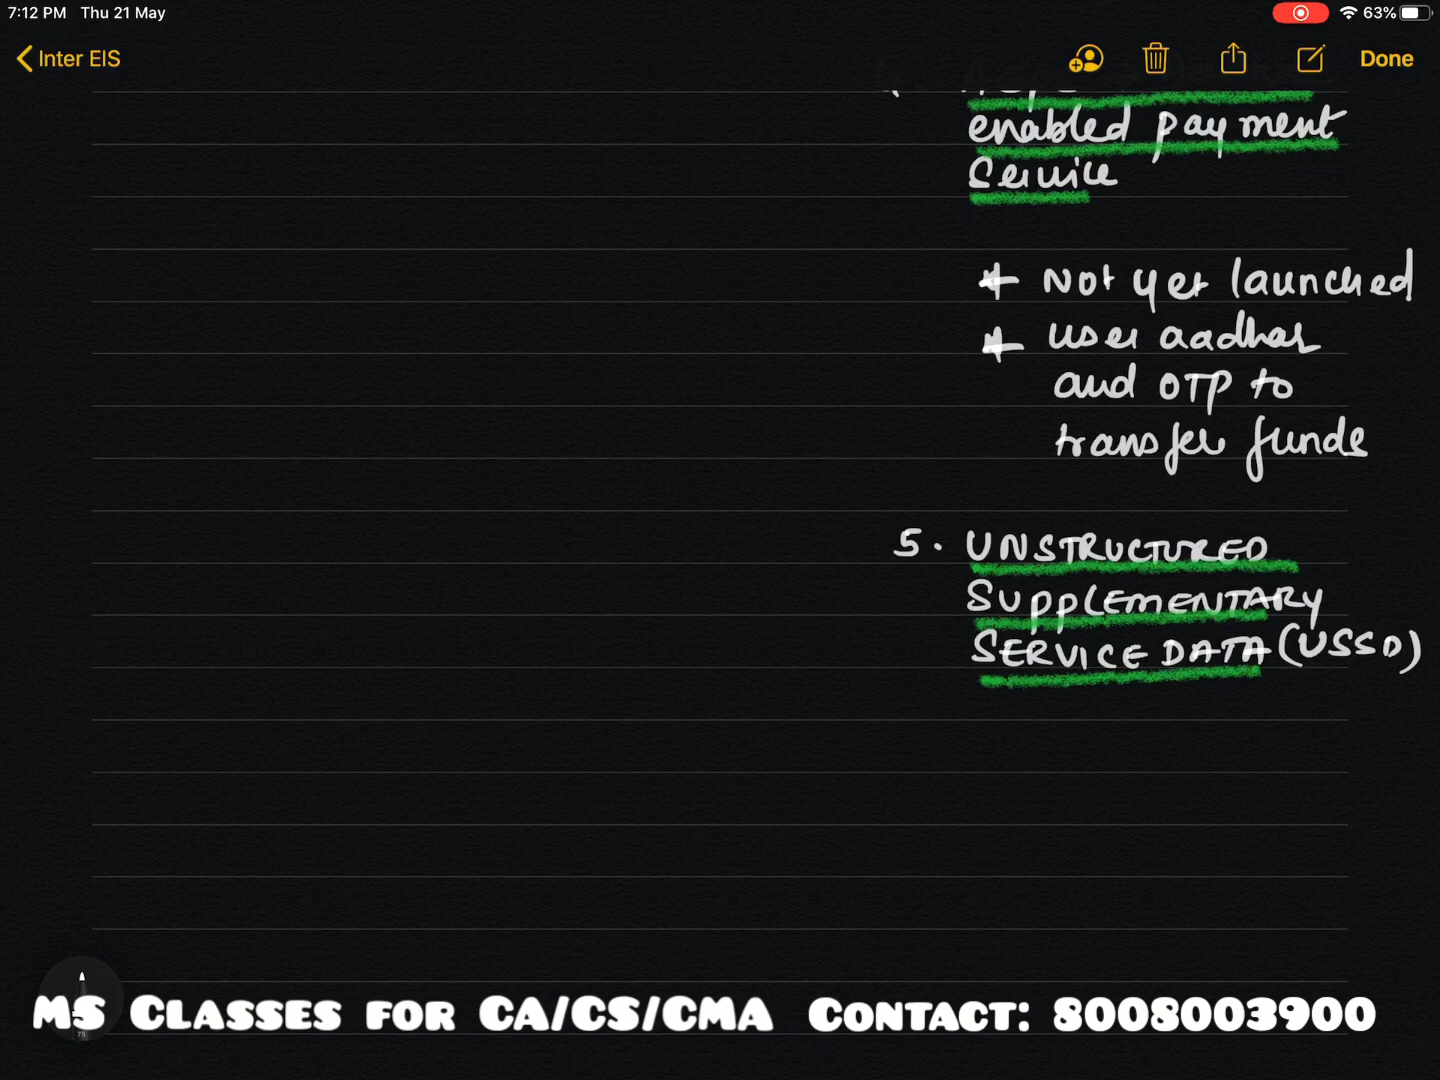 7:12 PM Thu 21 May
63%
Inter EIS
Done
enabled payment
Service
* Not yet launched
* user aadhar
and OTP to
transfer funds
5. UNSTRUCTURED
SUPPLEMENTARY
SERVICE DATA (USSD)
75
MS Classes for CA/CS/CMA Contact: 8008003900